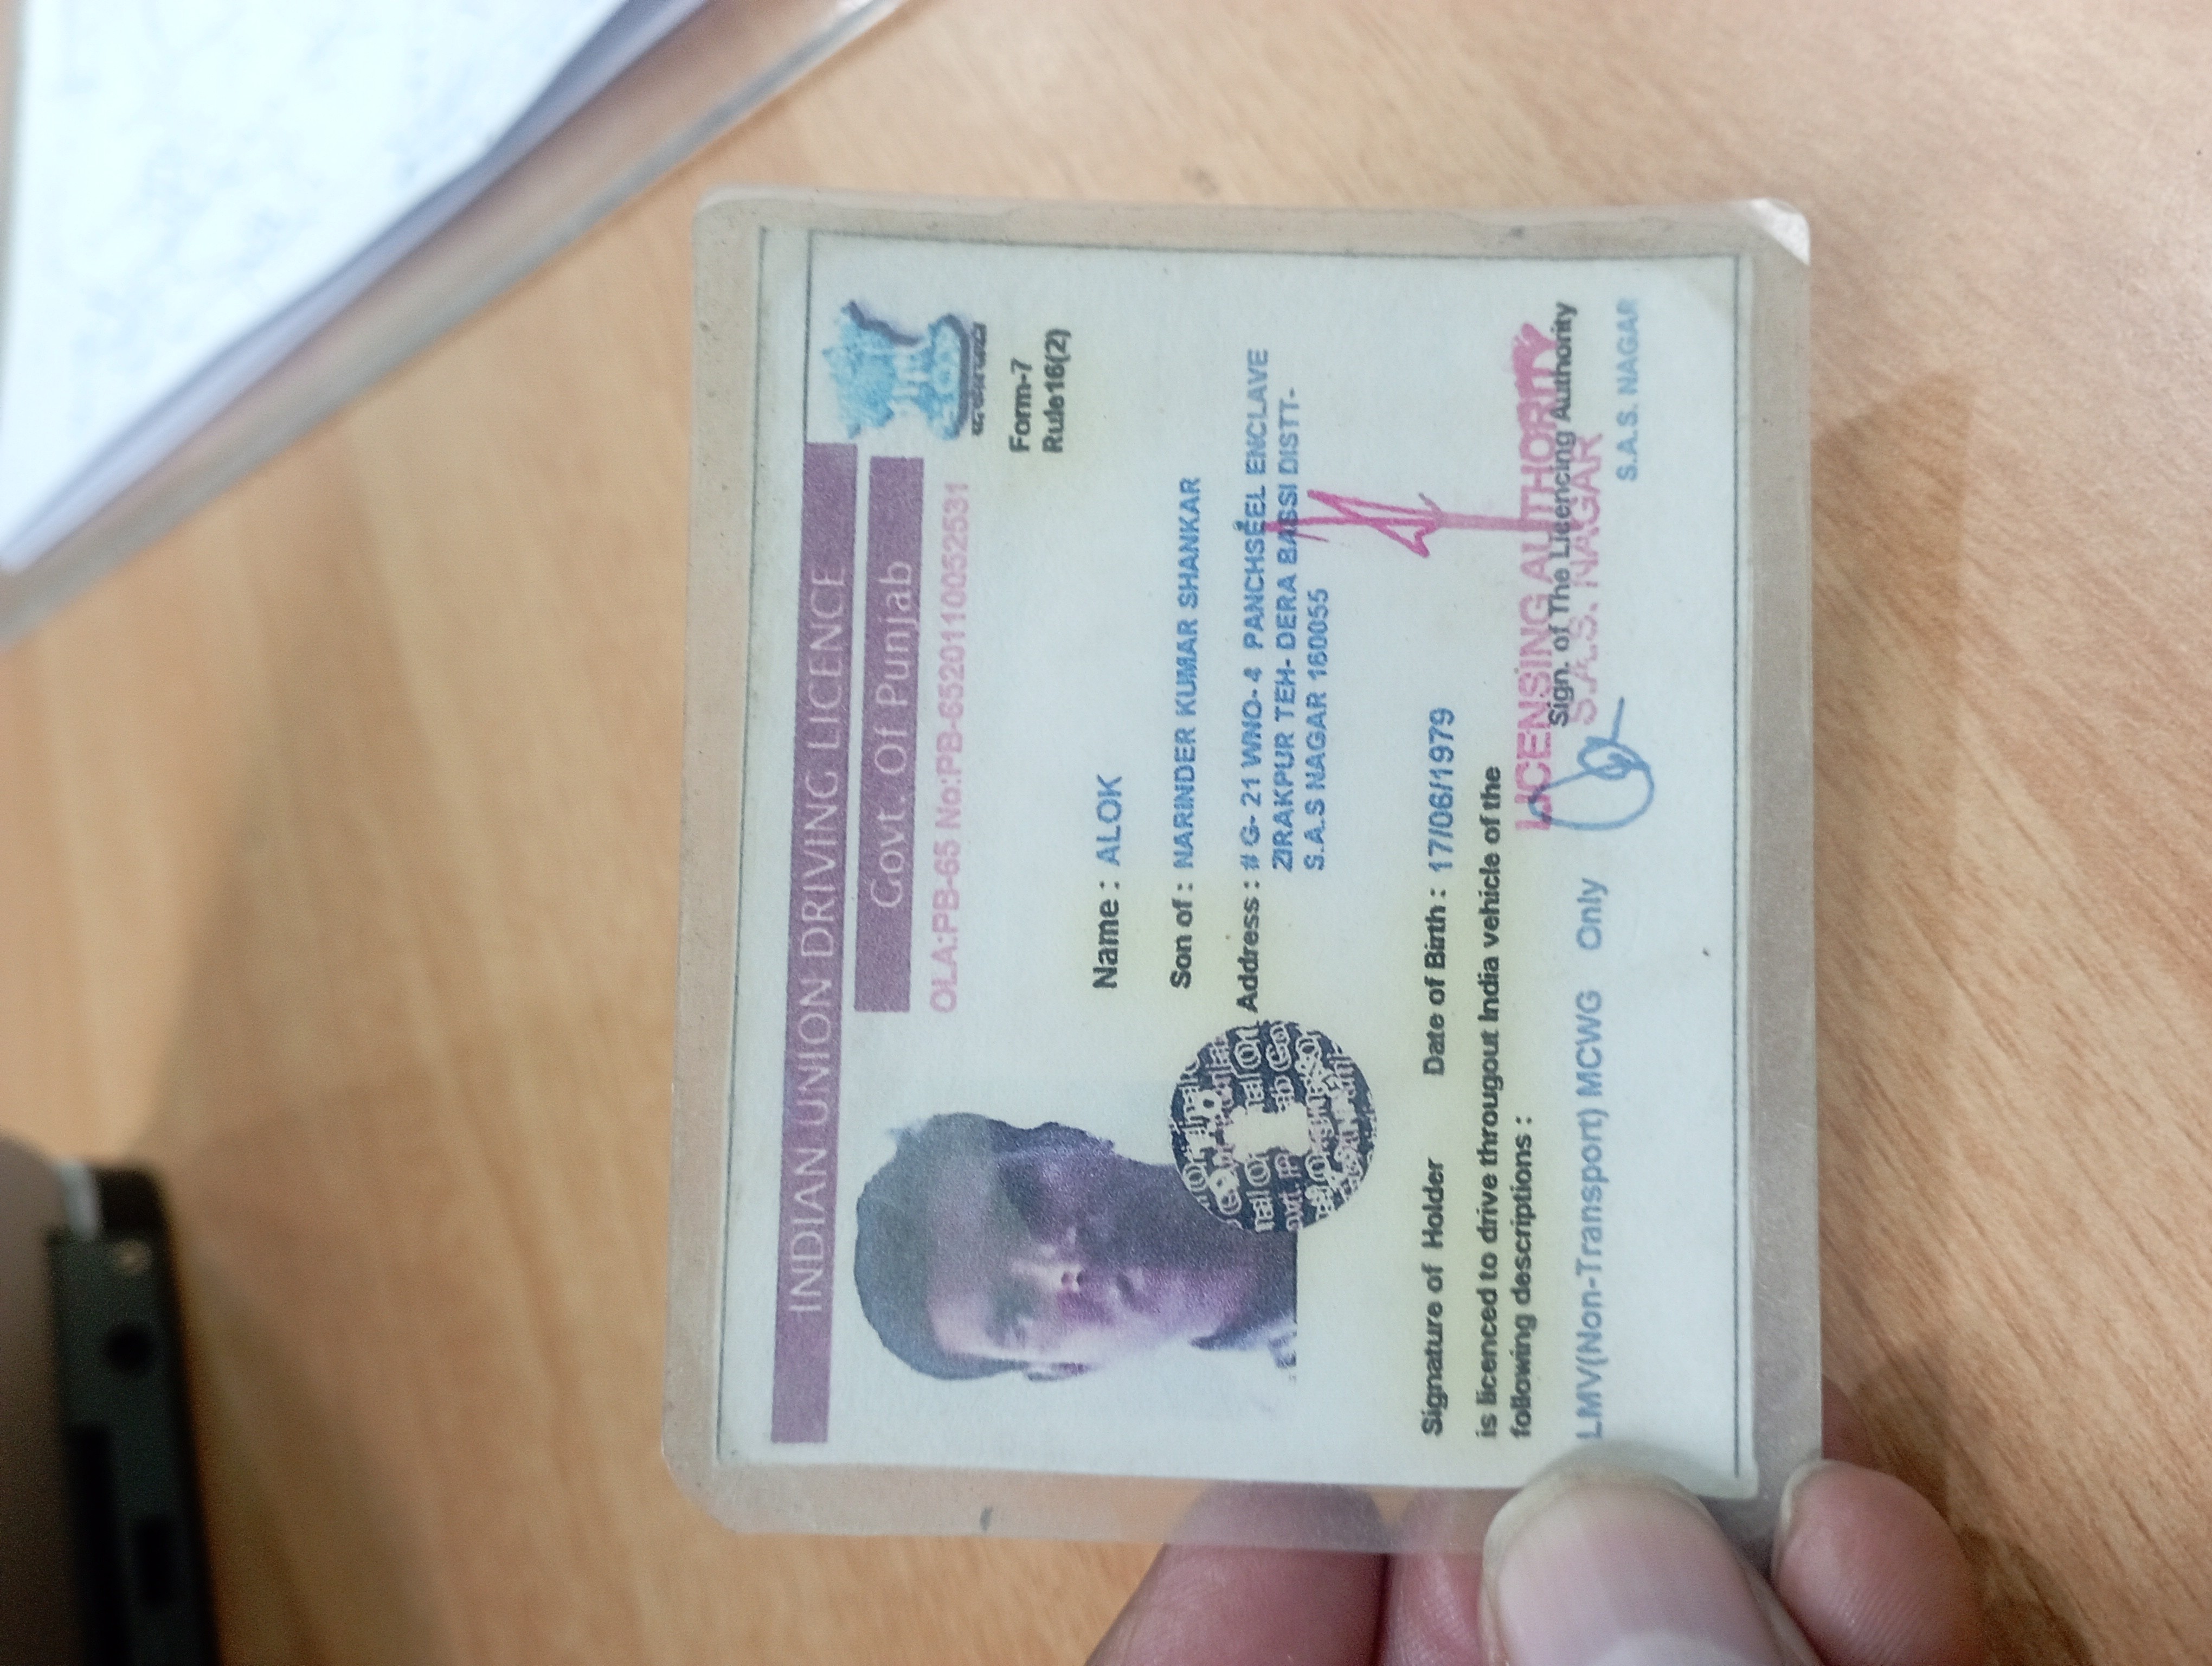 INDIAN UNION DRIVING LICENCE
Govt. Of Punjab
OLA:PB-65 No:PB-6520110052531
Form-7
Rule16(2)
Name : ALOK
Son of : NARINDER KUMAR SHANKAR
Address : # G- 21 WNO- 4 PANCHSEEL ENCLAVE
ZIRAKPUR TEH- DERA BASSI DISTT-
S.A.S NAGAR 160055
Signature of Holder Date of Birth : 17/06/1979
is licenced to drive througout India vehicle of the
following descriptions :
LICENSING AUTHORITY
Sign. of The Licencing Authority
S.A.S. NAGAR
LMV(Non-Transport) MCWG Only
S.A.S. NAGAR